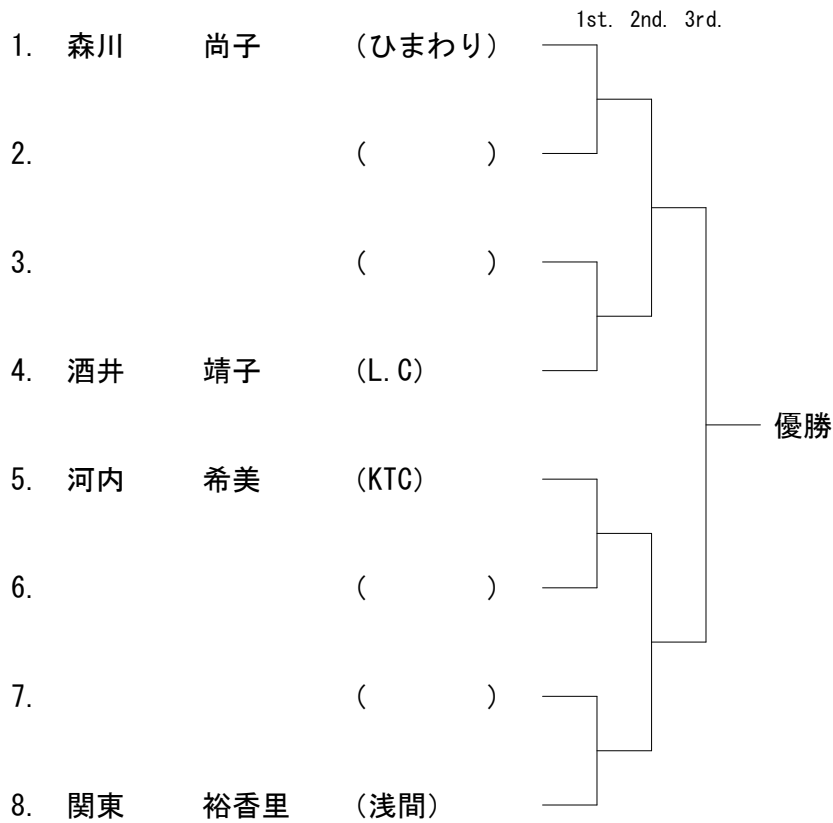 1st. 2nd. 3rd.
1. 森川 尚子 (ひまわり)
2. ( )
3. ( )
4. 酒井 靖子 (L.C)
優勝
5. 河内 希美 (KTC)
6. ( )
7. ( )
8. 関東 裕香里 (浅間)